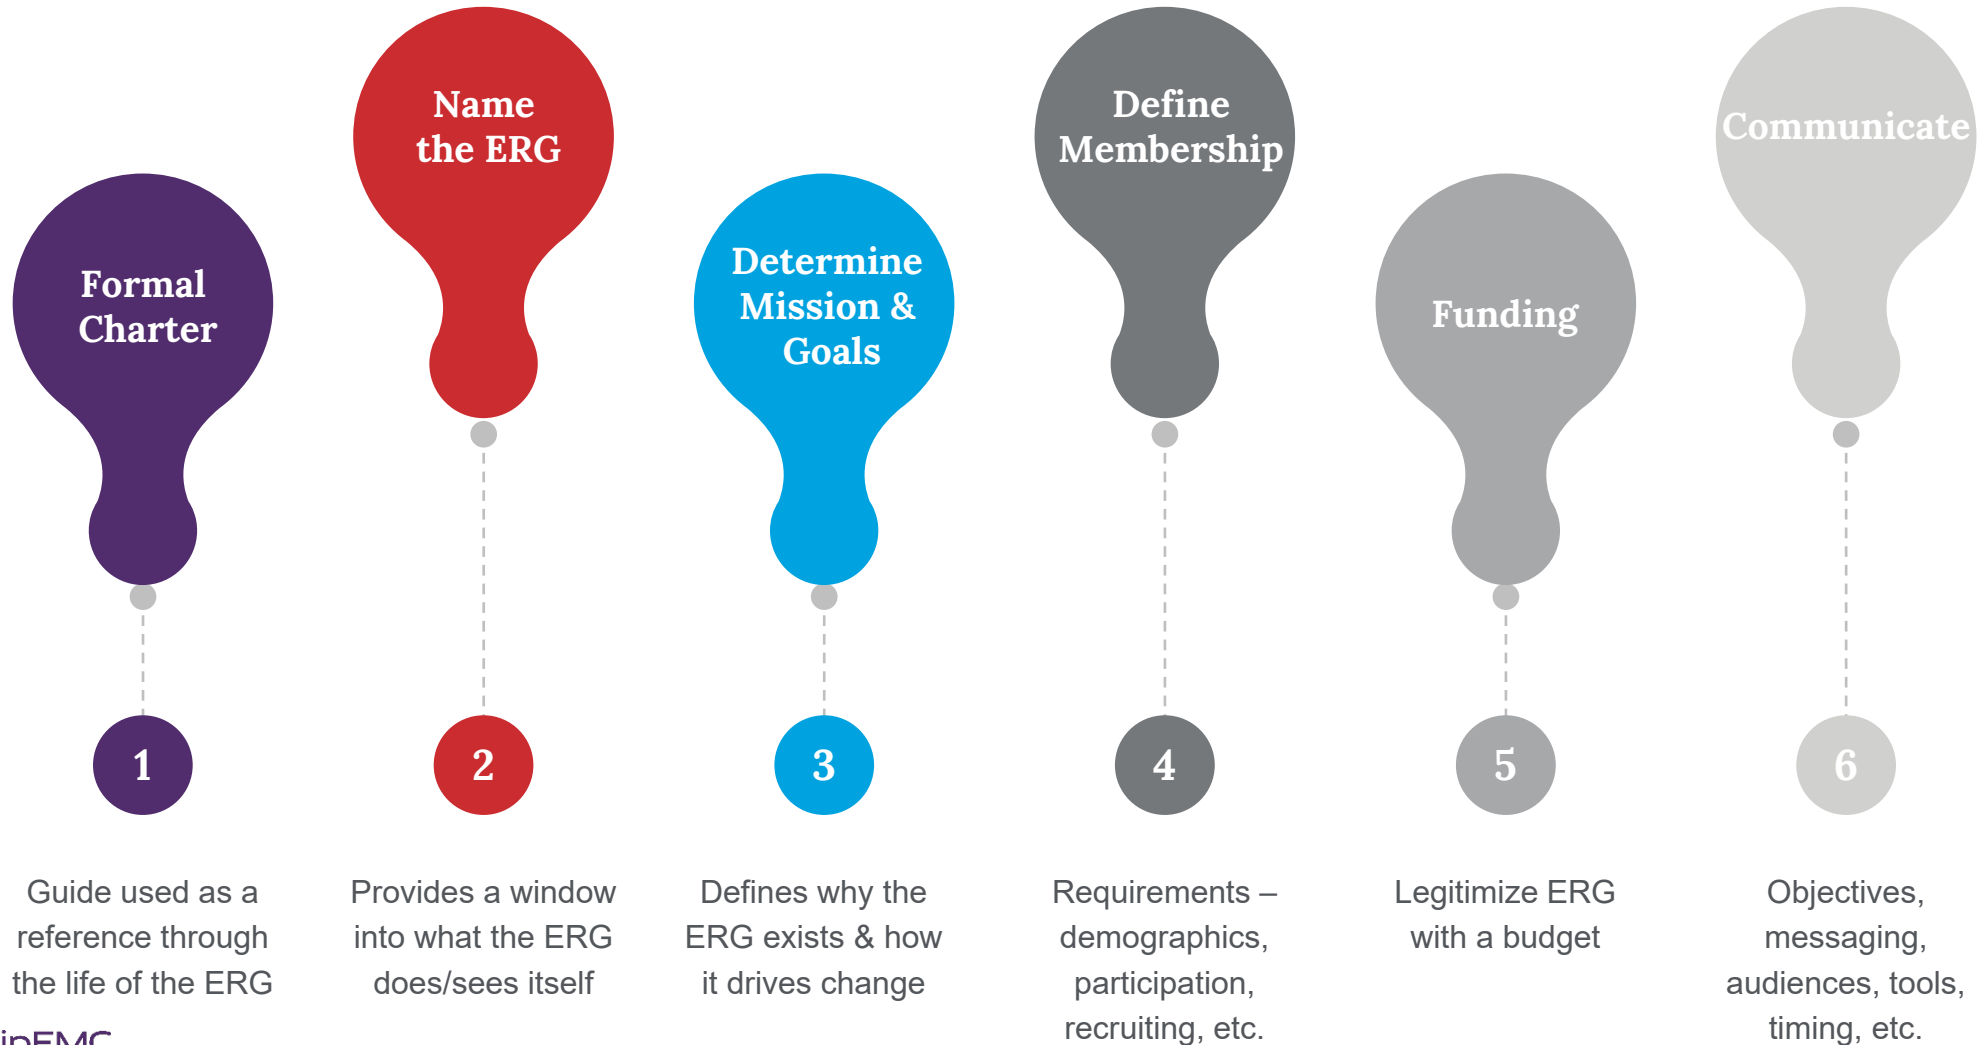 Formal
Charter
Name
the ERG
Determine
Mission &
Goals
Define
Membership
Funding
Communicate
1
2
3
4
5
6
Guide used as a
reference through
the life of the ERG
Provides a window
into what the ERG
does/sees itself
Defines why the
ERG exists & how
it drives change
Requirements –
demographics,
participation,
recruiting, etc.
Legitimize ERG
with a budget
Objectives,
messaging,
audiences, tools,
timing, etc.